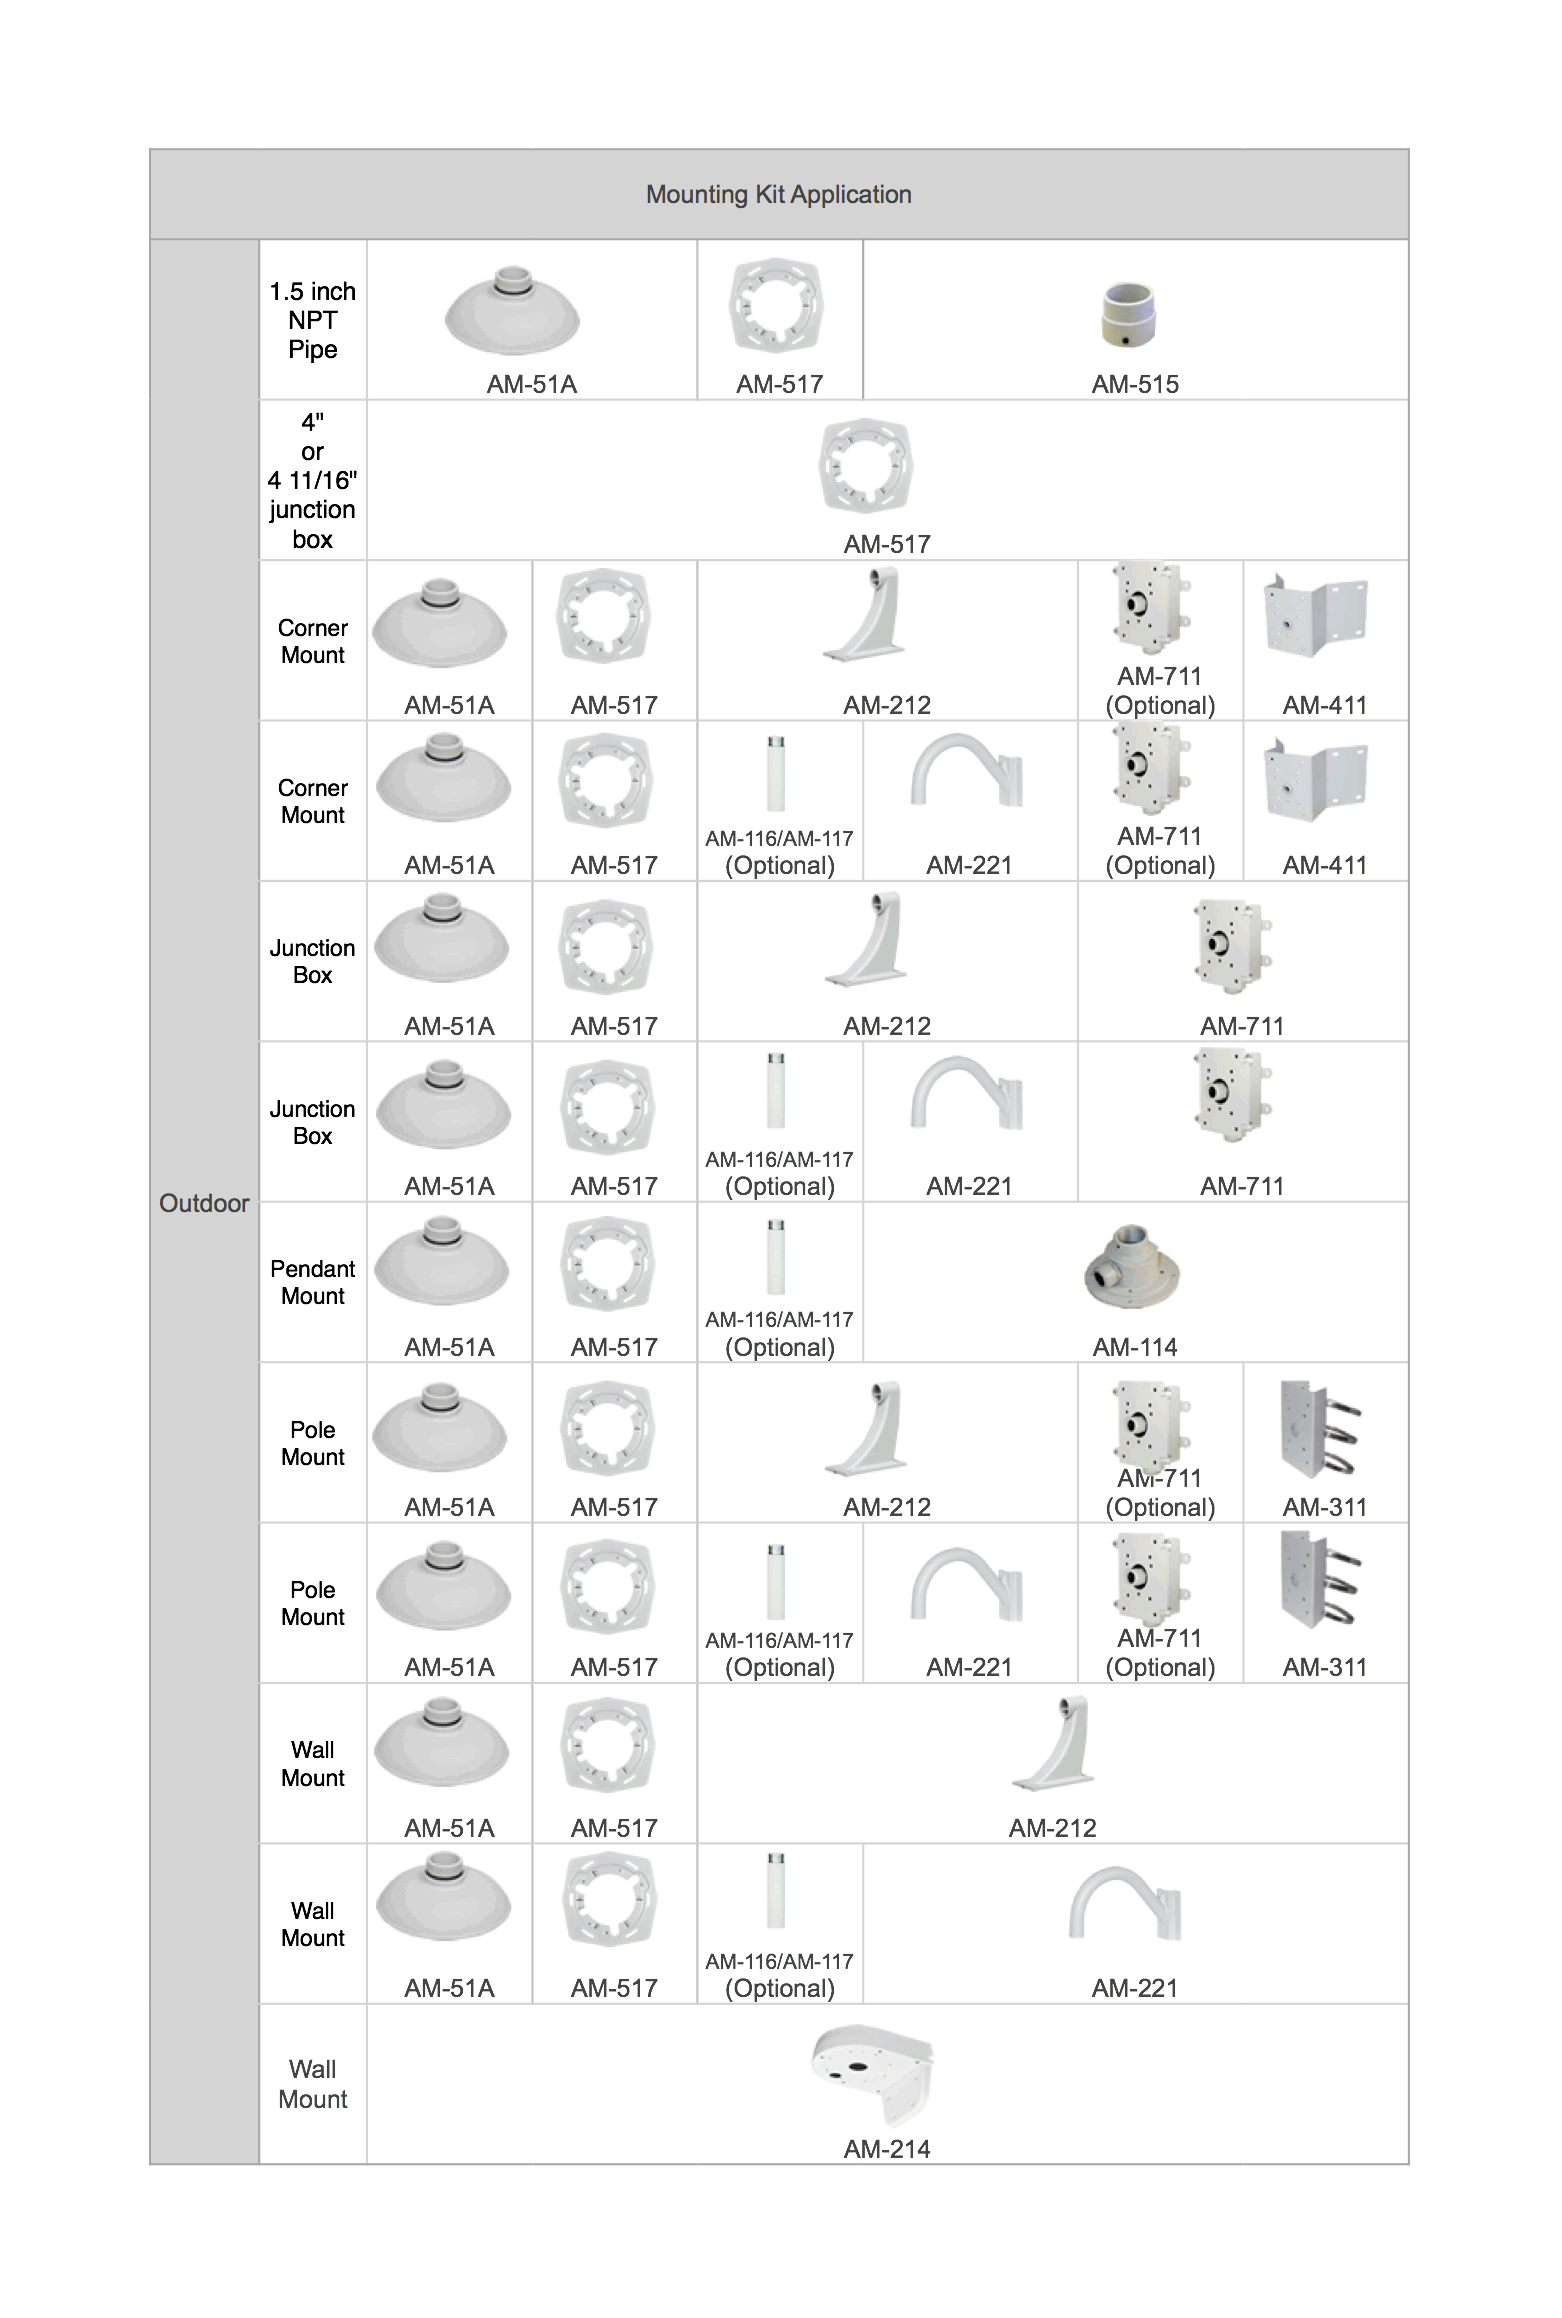 Mounting Kit Application
Outdoor
1.5 inch
NPT
Pipe
AM-51A
AM-517
AM-515
4"
or
4 11/16"
junction
box
AM-517
Corner
Mount
AM-51A
AM-517
AM-212
AM-711
(Optional)
AM-411
Corner
Mount
AM-51A
AM-517
AM-116/AM-117
(Optional)
AM-221
AM-711
(Optional)
AM-411
Junction
Box
AM-51A
AM-517
AM-212
AM-711
Junction
Box
AM-51A
AM-517
AM-116/AM-117
(Optional)
AM-221
AM-711
Pendant
Mount
AM-51A
AM-517
AM-116/AM-117
(Optional)
AM-114
Pole
Mount
AM-51A
AM-517
AM-212
AM-711
(Optional)
AM-311
Pole
Mount
AM-51A
AM-517
AM-116/AM-117
(Optional)
AM-221
AM-711
(Optional)
AM-311
Wall
Mount
AM-51A
AM-517
AM-212
Wall
Mount
AM-51A
AM-517
AM-116/AM-117
(Optional)
AM-221
Wall
Mount
AM-214